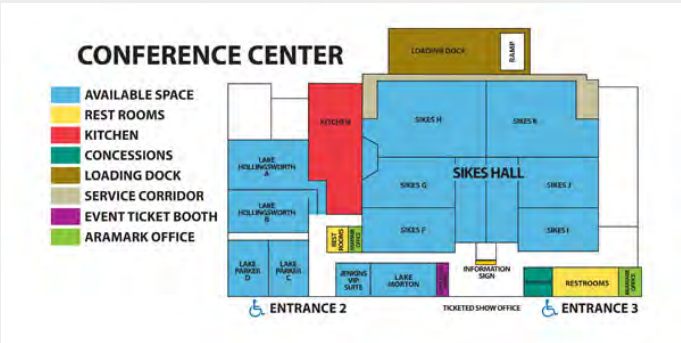 CONFERENCE CENTER
AVAILABLE SPACE
REST ROOMS
KITCHEN
CONCESSIONS
LOADING DOCK
SERVICE CORRIDOR
EVENT TICKET BOOTH
ARAMARK OFFICE
LOADING DOCK
RAMP
KITCHEN
SIKES H
SIKES K
LAKE
HOLLINGSWORTH
A
SIKES HALL
SIKES G
SIKES J
LAKE
HOLLINGSWORTH
B
SIKES F
SIKES I
REST
ROOMS
LAKE
PARKER
D
LAKE
PARKER
C
JENKINS
VIP
SUITE
LAKE
MORTON
INFORMATION
SIGN
RESTROOMS
ARAMARK
OFFICE
ENTRANCE 2
TICKETED SHOW OFFICE
ENTRANCE 3